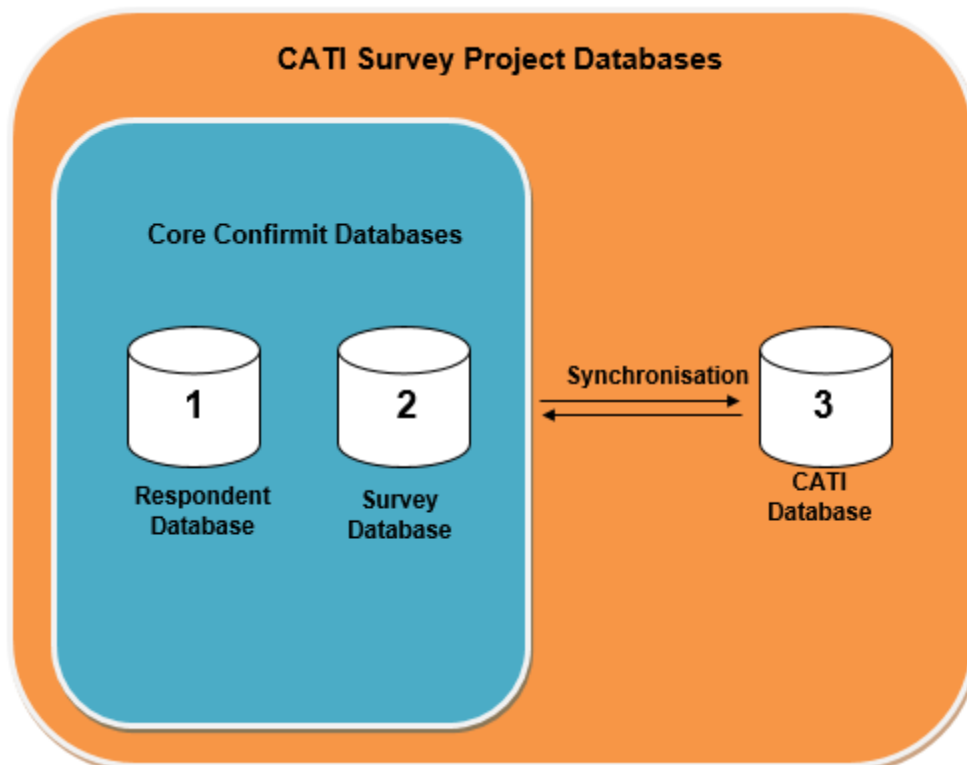 CATI Survey Project Databases
Core Confirmit Databases
1
2
Synchronisation
3
Respondent
Database
Survey
Database
CATI
Database